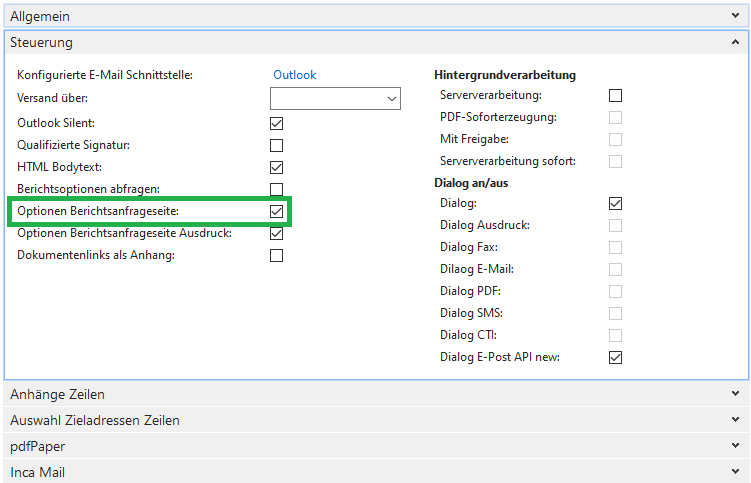 Allgemein
Steuerung
Konfigurierte E-Mail Schnittstelle: Outlook
Versand über:
Outlook Silent:
Qualifizierte Signatur:
HTML Bodytext:
Berichtsoptionen abfragen:
Optionen Berichtsanfrageseite:
Optionen Berichtsanfrageseite Ausdruck:
Dokumentenlinks als Anhang:
Hintergrundverarbeitung
Serververarbeitung:
PDF-Soforterzeugung:
Mit Freigabe:
Serververarbeitung sofort:
Dialog an/aus
Dialog:
Dialog Ausdruck:
Dialog Fax:
Dilaog E-Mail:
Dialog PDF:
Dialog SMS:
Dialog CTI:
Dialog E-Post API new:
Anhänge Zeilen
Auswahl Zieladressen Zeilen
pdfPaper
Inca Mail